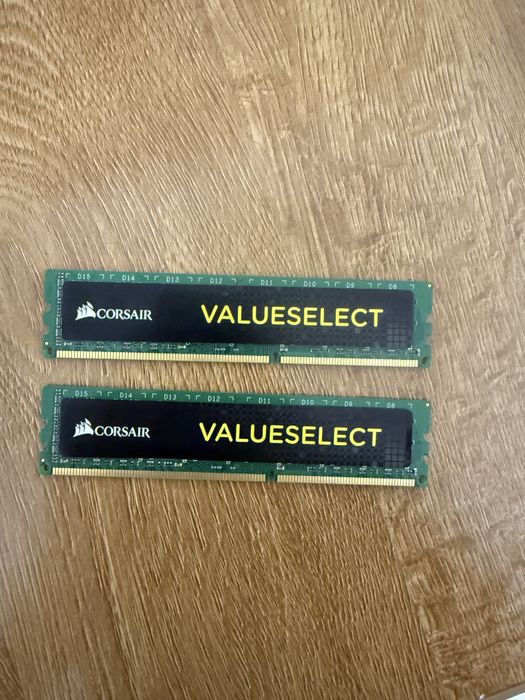 D15 D14 D13 D12 D11 D10 D9 D8
CORSAIR VALUESELECT
D15 D14 D13 D12 D11 D10 D9 D8
CORSAIR VALUESELECT